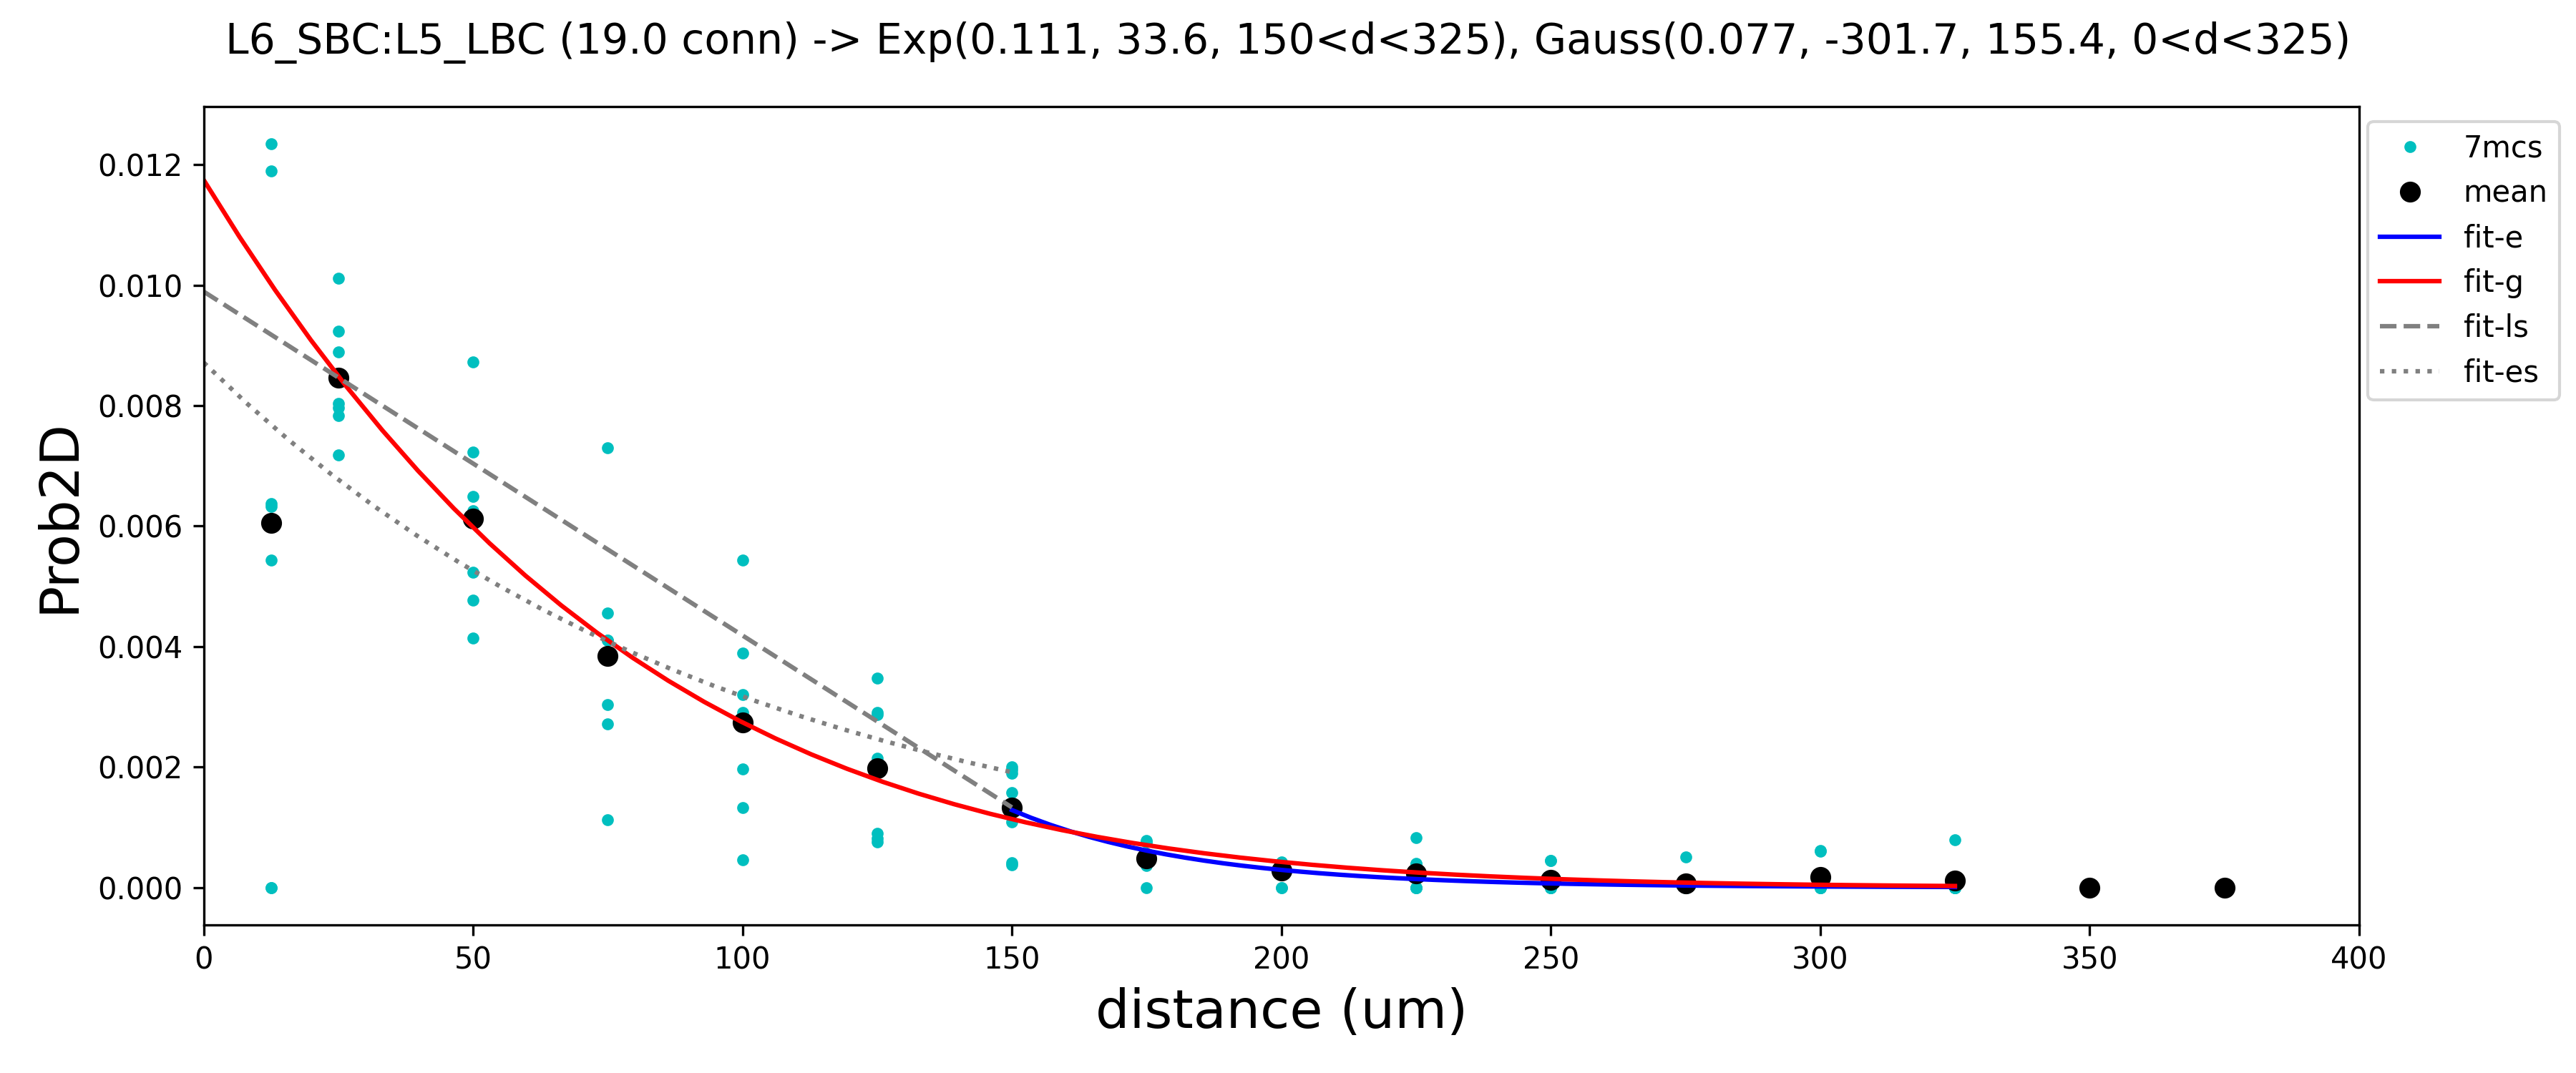 L6_SBC:L5_LBC (19.0 conn) -> Exp(0.111, 33.6, 150<d<325), Gauss(0.077, -301.7, 155.4, 0<d<325)
0.012
0.010
0.008
0.006
0.004
0.002
0.000
Prob2D
0
50
100
150
200
250
300
350
400
distance (um)
7mcs
mean
fit-e
fit-g
fit-ls
fit-es